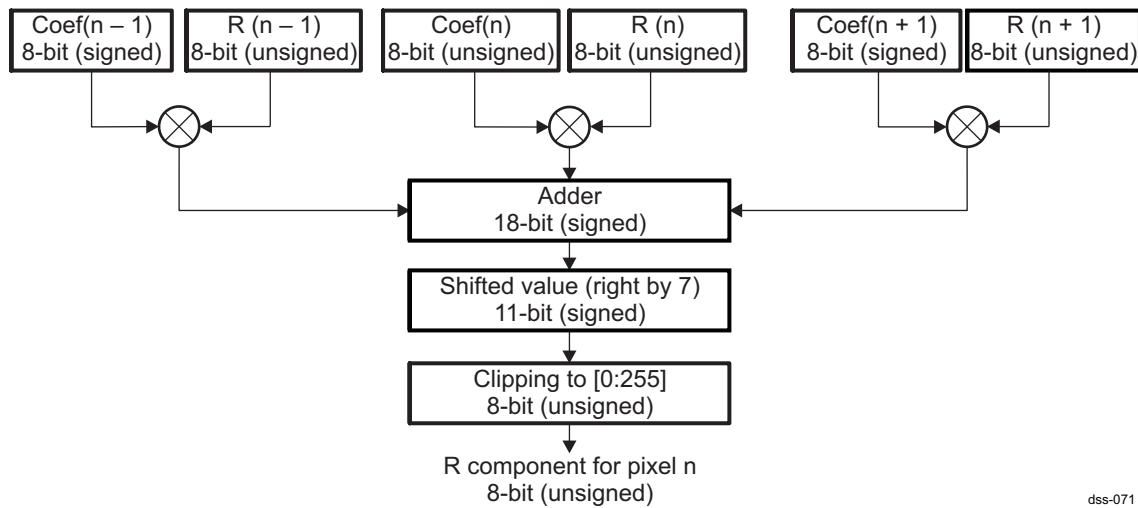 Coef(n – 1)
8-bit (signed)
R (n – 1)
8-bit (unsigned)
Coef(n)
8-bit (unsigned)
R (n)
8-bit (unsigned)
Coef(n + 1)
8-bit (signed)
R (n + 1)
8-bit (unsigned)
Adder
18-bit (signed)
Shifted value (right by 7)
11-bit (signed)
Clipping to [0:255]
8-bit (unsigned)
R component for pixel n
8-bit (unsigned)
dss-071